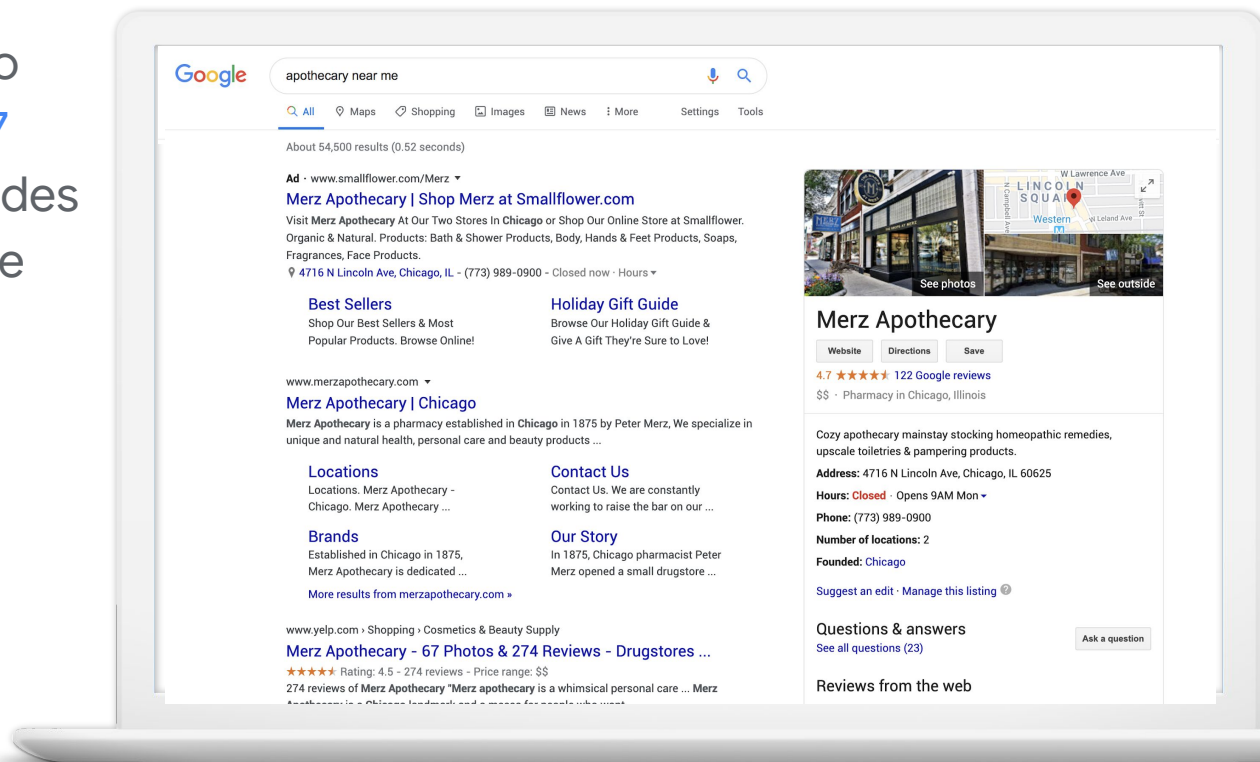 des
Google
apothecary near me
All Maps Shopping Images News More Settings Tools
About 54,500 results (0.52 seconds)
Ad · www.smallflower.com/Merz
Merz Apothecary | Shop Merz at Smallflower.com
Visit Merz Apothecary At Our Two Stores In Chicago or Shop Our Online Store at Smallflower.
Organic & Natural. Products: Bath & Shower Products, Body, Hands & Feet Products, Soaps,
Fragrances, Face Products.
4716 N Lincoln Ave, Chicago, IL - (773) 989-0900 - Closed now · Hours
Best Sellers
Shop Our Best Sellers & Most
Popular Products. Browse Online!
Holiday Gift Guide
Browse Our Holiday Gift Guide &
Give A Gift They're Sure to Love!
www.merzapothecary.com
Merz Apothecary | Chicago
Merz Apothecary is a pharmacy established in Chicago in 1875 by Peter Merz, We specialize in
unique and natural health, personal care and beauty products ...
Locations
Locations. Merz Apothecary -
Chicago. Merz Apothecary ...
Contact Us
Contact Us. We are constantly
working to raise the bar on our ...
Brands
Established in Chicago in 1875,
Merz Apothecary is dedicated ...
Our Story
In 1875, Chicago pharmacist Peter
Merz opened a small drugstore ...
More results from merzapothecary.com »
www.yelp.com › Shopping › Cosmetics & Beauty Supply
Merz Apothecary - 67 Photos & 274 Reviews - Drugstores ...
Rating: 4.5 - 274 reviews - Price range: $$
274 reviews of Merz Apothecary "Merz apothecary is a whimsical personal care ... Merz
MERZ
W Lawrence Ave
LINCOLN
SQUA
N Campbell Ave
Western
W Leland Ave
See photos
See outside
Merz Apothecary
Website Directions Save
4.7 122 Google reviews
$$ · Pharmacy in Chicago, Illinois
Cozy apothecary mainstay stocking homeopathic remedies,
upscale toiletries & pampering products.
Address: 4716 N Lincoln Ave, Chicago, IL 60625
Hours: Closed · Opens 9AM Mon
Phone: (773) 989-0900
Number of locations: 2
Founded: Chicago
Suggest an edit · Manage this listing
Questions & answers
See all questions (23)
Ask a question
Reviews from the web